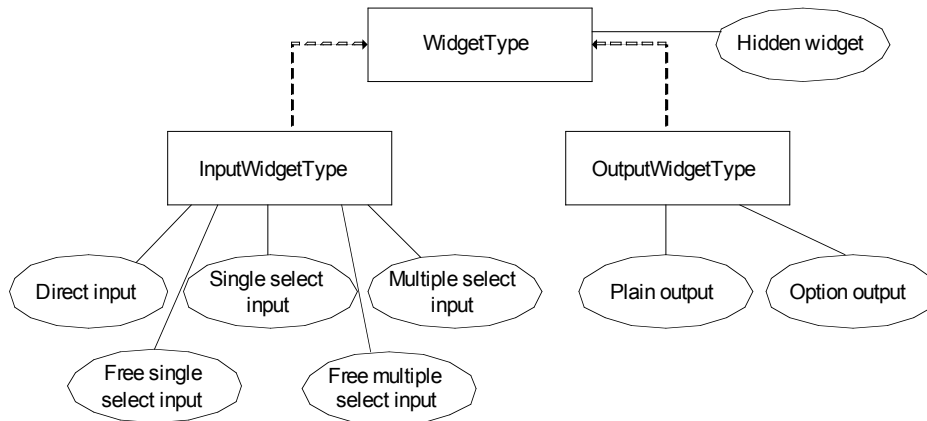 WidgetType
Hidden widget
InputWidgetType
OutputWidgetType
Direct input
Single select
input
Multiple select
input
Plain output
Option output
Free single
select input
Free multiple
select input